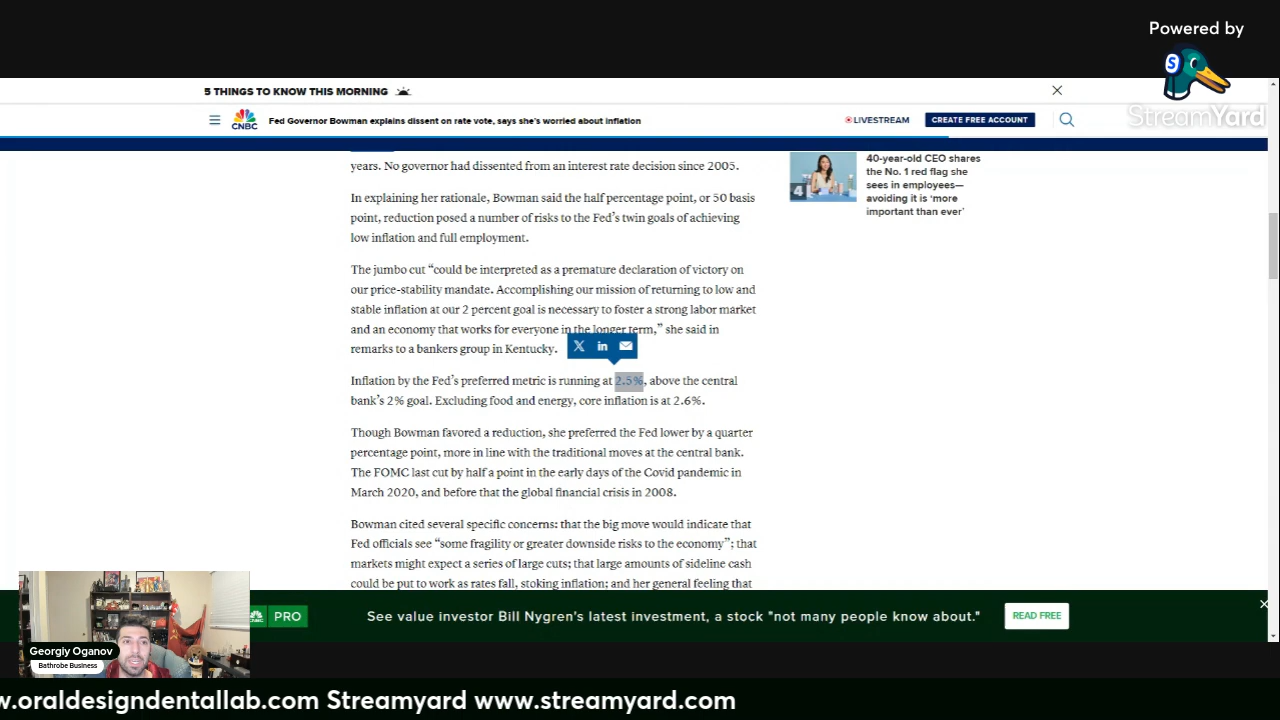 Powered by
StreamYard
5 THINGS TO KNOW THIS MORNING
CNBC
Fed Governor Bowman explains dissent on rate vote, says she's worried about inflation
LIVESTREAM
CREATE FREE ACCOUNT
years. No governor had dissented from an interest rate decision since 2005.
In explaining her rationale, Bowman said the half percentage point, or 50 basis
point, reduction posed a number of risks to the Fed's twin goals of achieving
low inflation and full employment.
The jumbo cut “could be interpreted as a premature declaration of victory on
our price-stability mandate. Accomplishing our mission of returning to low and
stable inflation at our 2 percent goal is necessary to foster a strong labor market
and an economy that works for everyone in the longer term,” she said in
remarks to a bankers group in Kentucky.
Inflation by the Fed's preferred metric is running at 2.5%, above the central
bank's 2% goal. Excluding food and energy, core inflation is at 2.6%.
Though Bowman favored a reduction, she preferred the Fed lower by a quarter
percentage point, more in line with the traditional moves at the central bank.
The FOMC last cut by half a point in the early days of the Covid pandemic in
March 2020, and before that the global financial crisis in 2008.
Bowman cited several specific concerns: that the big move would indicate that
Fed officials see “some fragility or greater downside risks to the economy”; that
markets might expect a series of large cuts; that large amounts of sideline cash
could be put to work as rates fall, stoking inflation; and her general feeling that
4
40-year-old CEO shares
the No. 1 red flag she
sees in employees—
avoiding it is ‘more
important than ever’
PRO
See value investor Bill Nygren's latest investment, a stock "not many people know about."
READ FREE
Georgiy Oganov
Bathrobe Business
w.oraldesigndentallab.com Streamyard www.streamyard.com